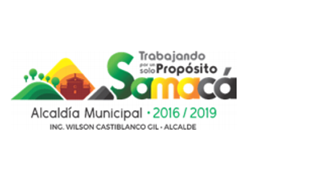 Trabajando
por un solo Propósito
Samacá
Alcaldía Municipal • 2016 / 2019
ING. WILSON CASTIBLANCO GIL - ALCALDE